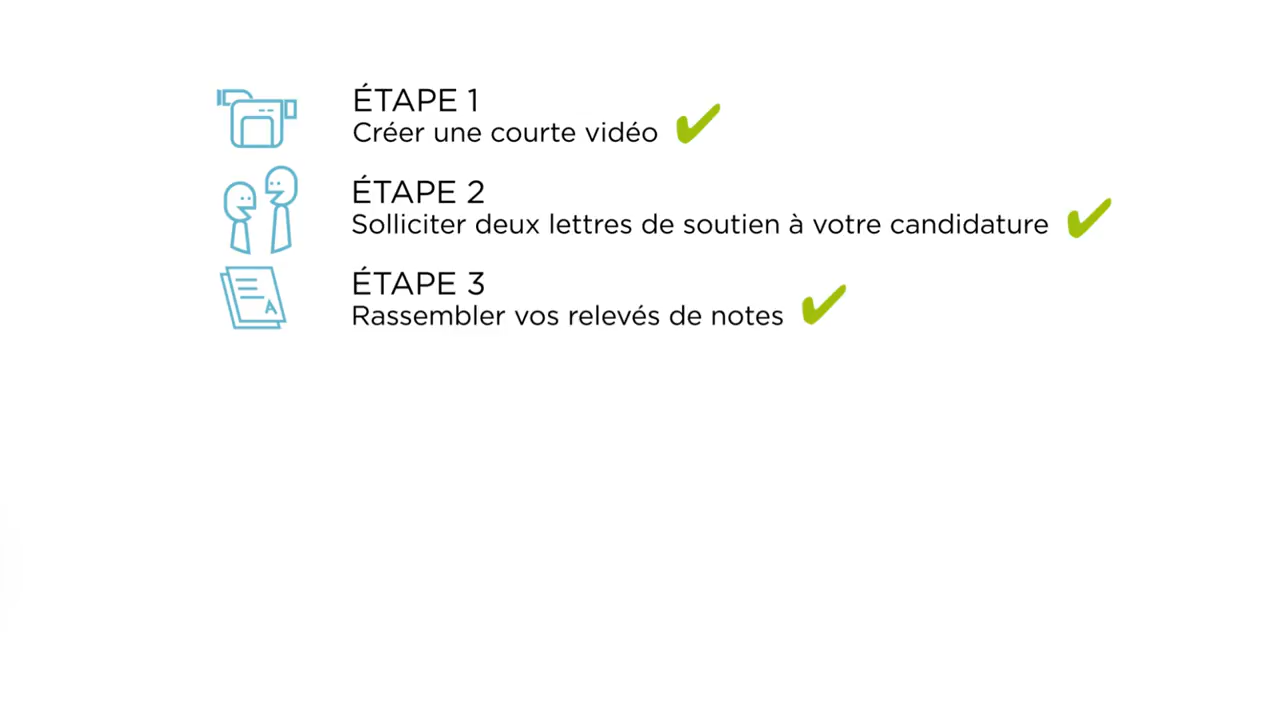 ÉTAPE 1
Créer une courte vidéo
ÉTAPE 2
Solliciter deux lettres de soutien à votre candidature
ÉTAPE 3
Rassembler vos relevés de notes
A